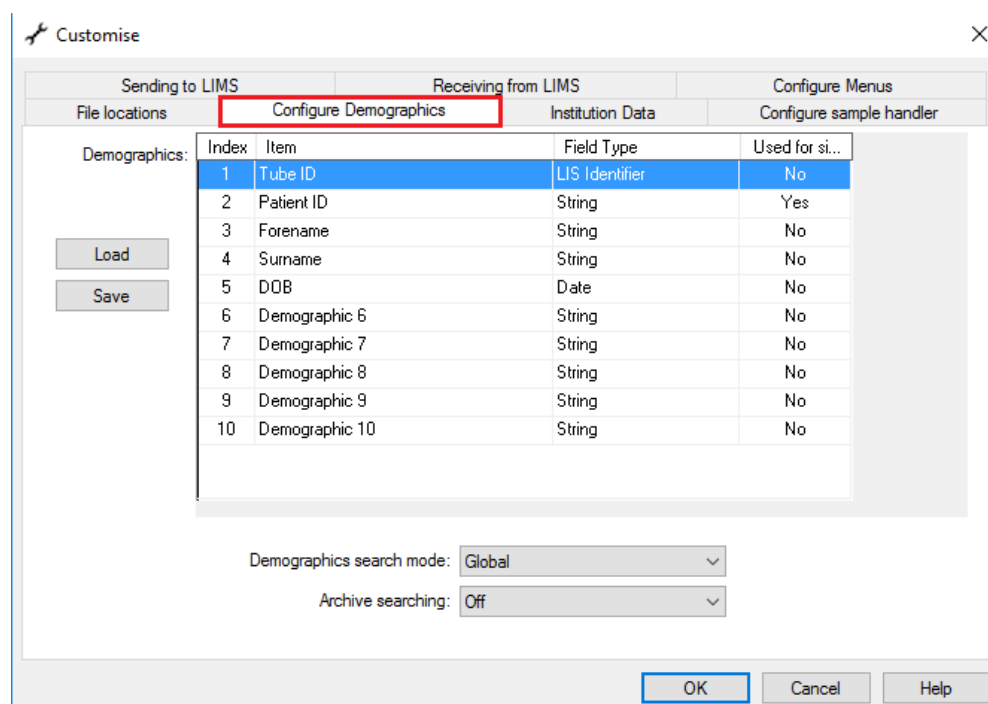 Customise
Sending to LIMS Receiving from LIMS Configure Menus
File locations Configure Demographics Institution Data Configure sample handler
Demographics: Index Item Field Type Used for si...
1 Tube ID LIS Identifier No
2 Patient ID String Yes
3 Forename String No
Load
4 Surname String No
Save
5 DOB Date No
6 Demographic 6 String No
7 Demographic 7 String No
8 Demographic 8 String No
9 Demographic 9 String No
10 Demographic 10 String No
Demographics search mode: Global
Archive searching: Off
OK Cancel Help